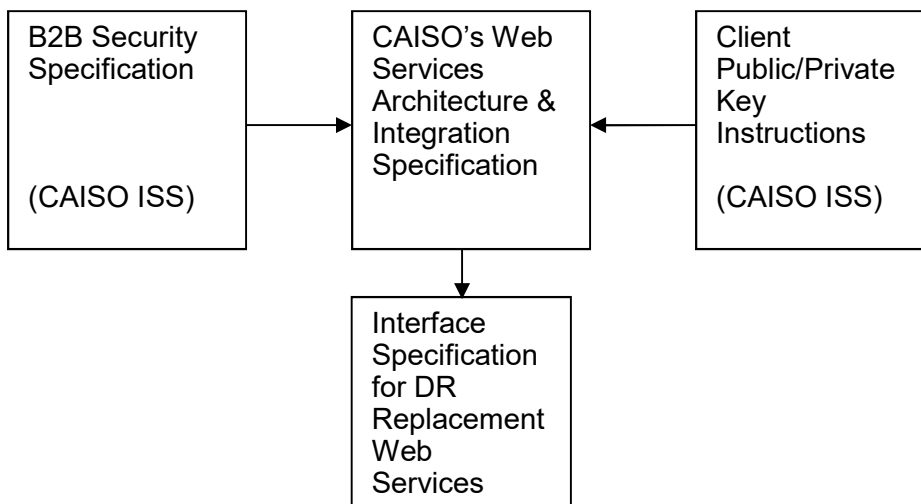 B2B Security
Specification
(CAISO ISS)
CAISO’s Web
Services
Architecture &
Integration
Specification
Client
Public/Private
Key
Instructions
(CAISO ISS)
Interface
Specification
for DR
Replacement
Web
Services